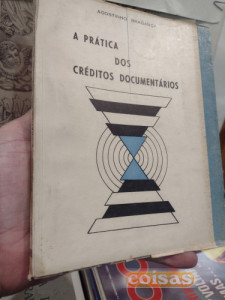 A PRÁTICA
DOS
CRÉDITOS DOCUMENTÁRIOS
coisas